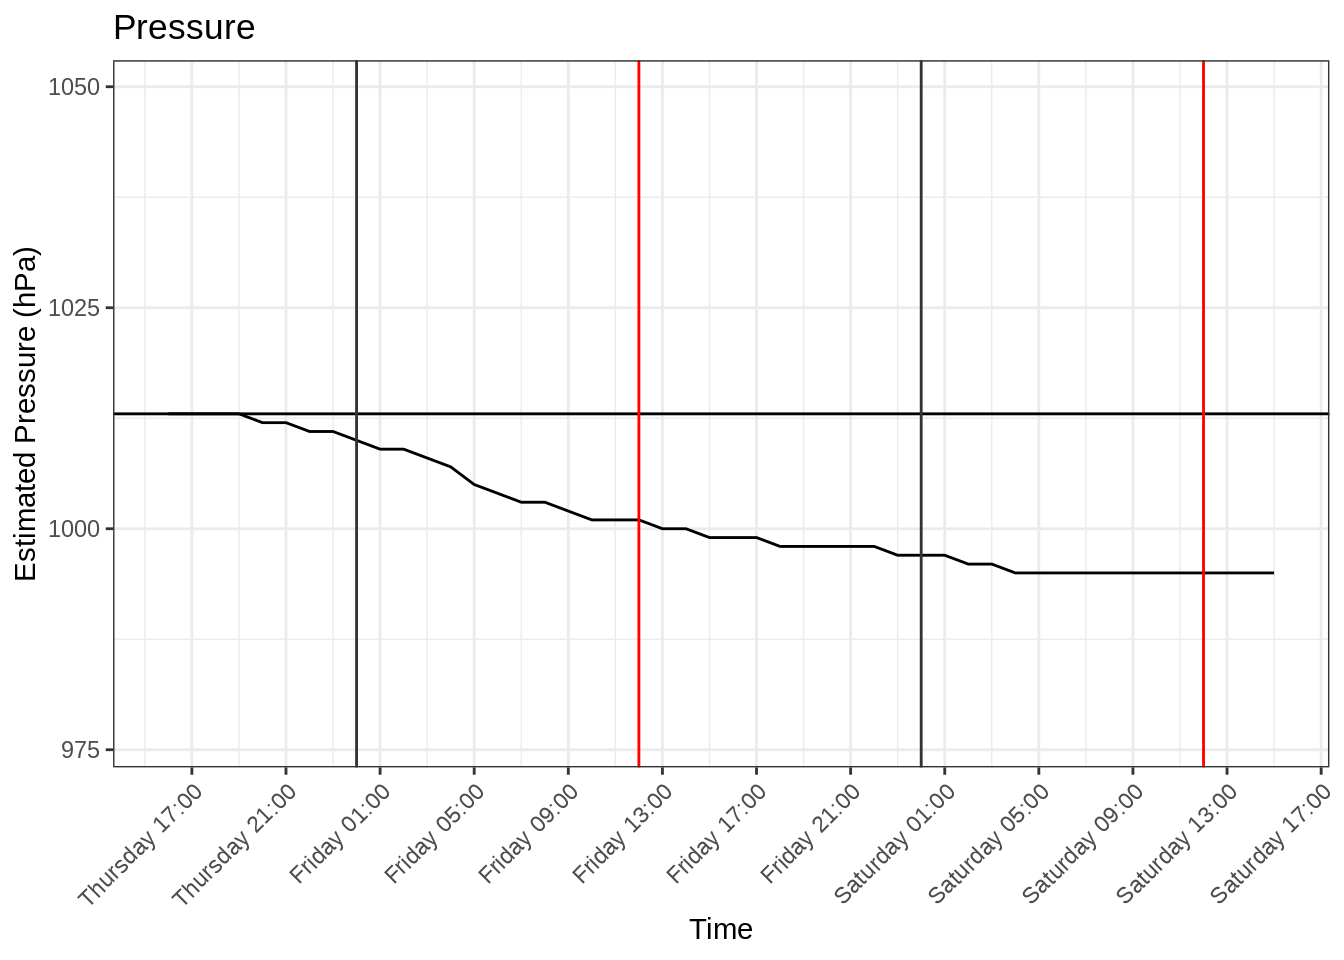 Pressure
1050
1025
1000
975
Estimated Pressure (hPa)
Thursday 17:00
Thursday 21:00
Friday 01:00
Friday 05:00
Friday 09:00
Friday 13:00
Friday 17:00
Friday 21:00
Saturday 01:00
Saturday 05:00
Saturday 09:00
Saturday 13:00
Saturday 17:00
Time